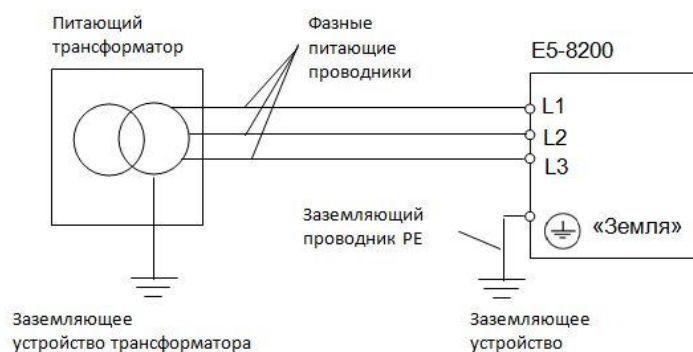 Питающий
трансформатор
Фазные
питающие
проводники
E5-8200
L1
L2
L3
Заземляющий
проводник PE
«Земля»
Заземляющее
устройство трансформатора
Заземляющее
устройство